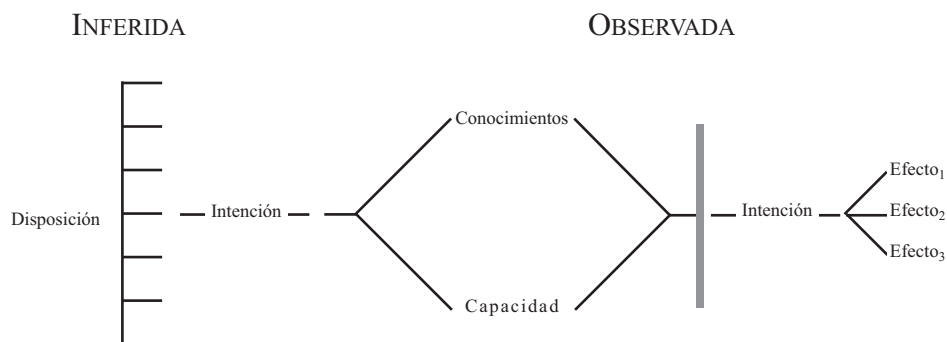 INFERIDA
OBSERVADA
Conocimientos
Disposición
Intención
Intención
Efecto1
Efecto2
Efecto3
Capacidad